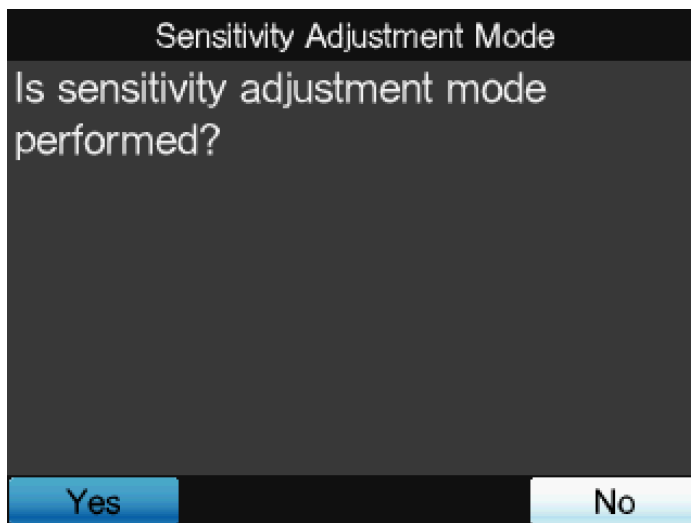 Sensitivity Adjustment Mode
Is sensitivity adjustment mode
performed?
Yes
No